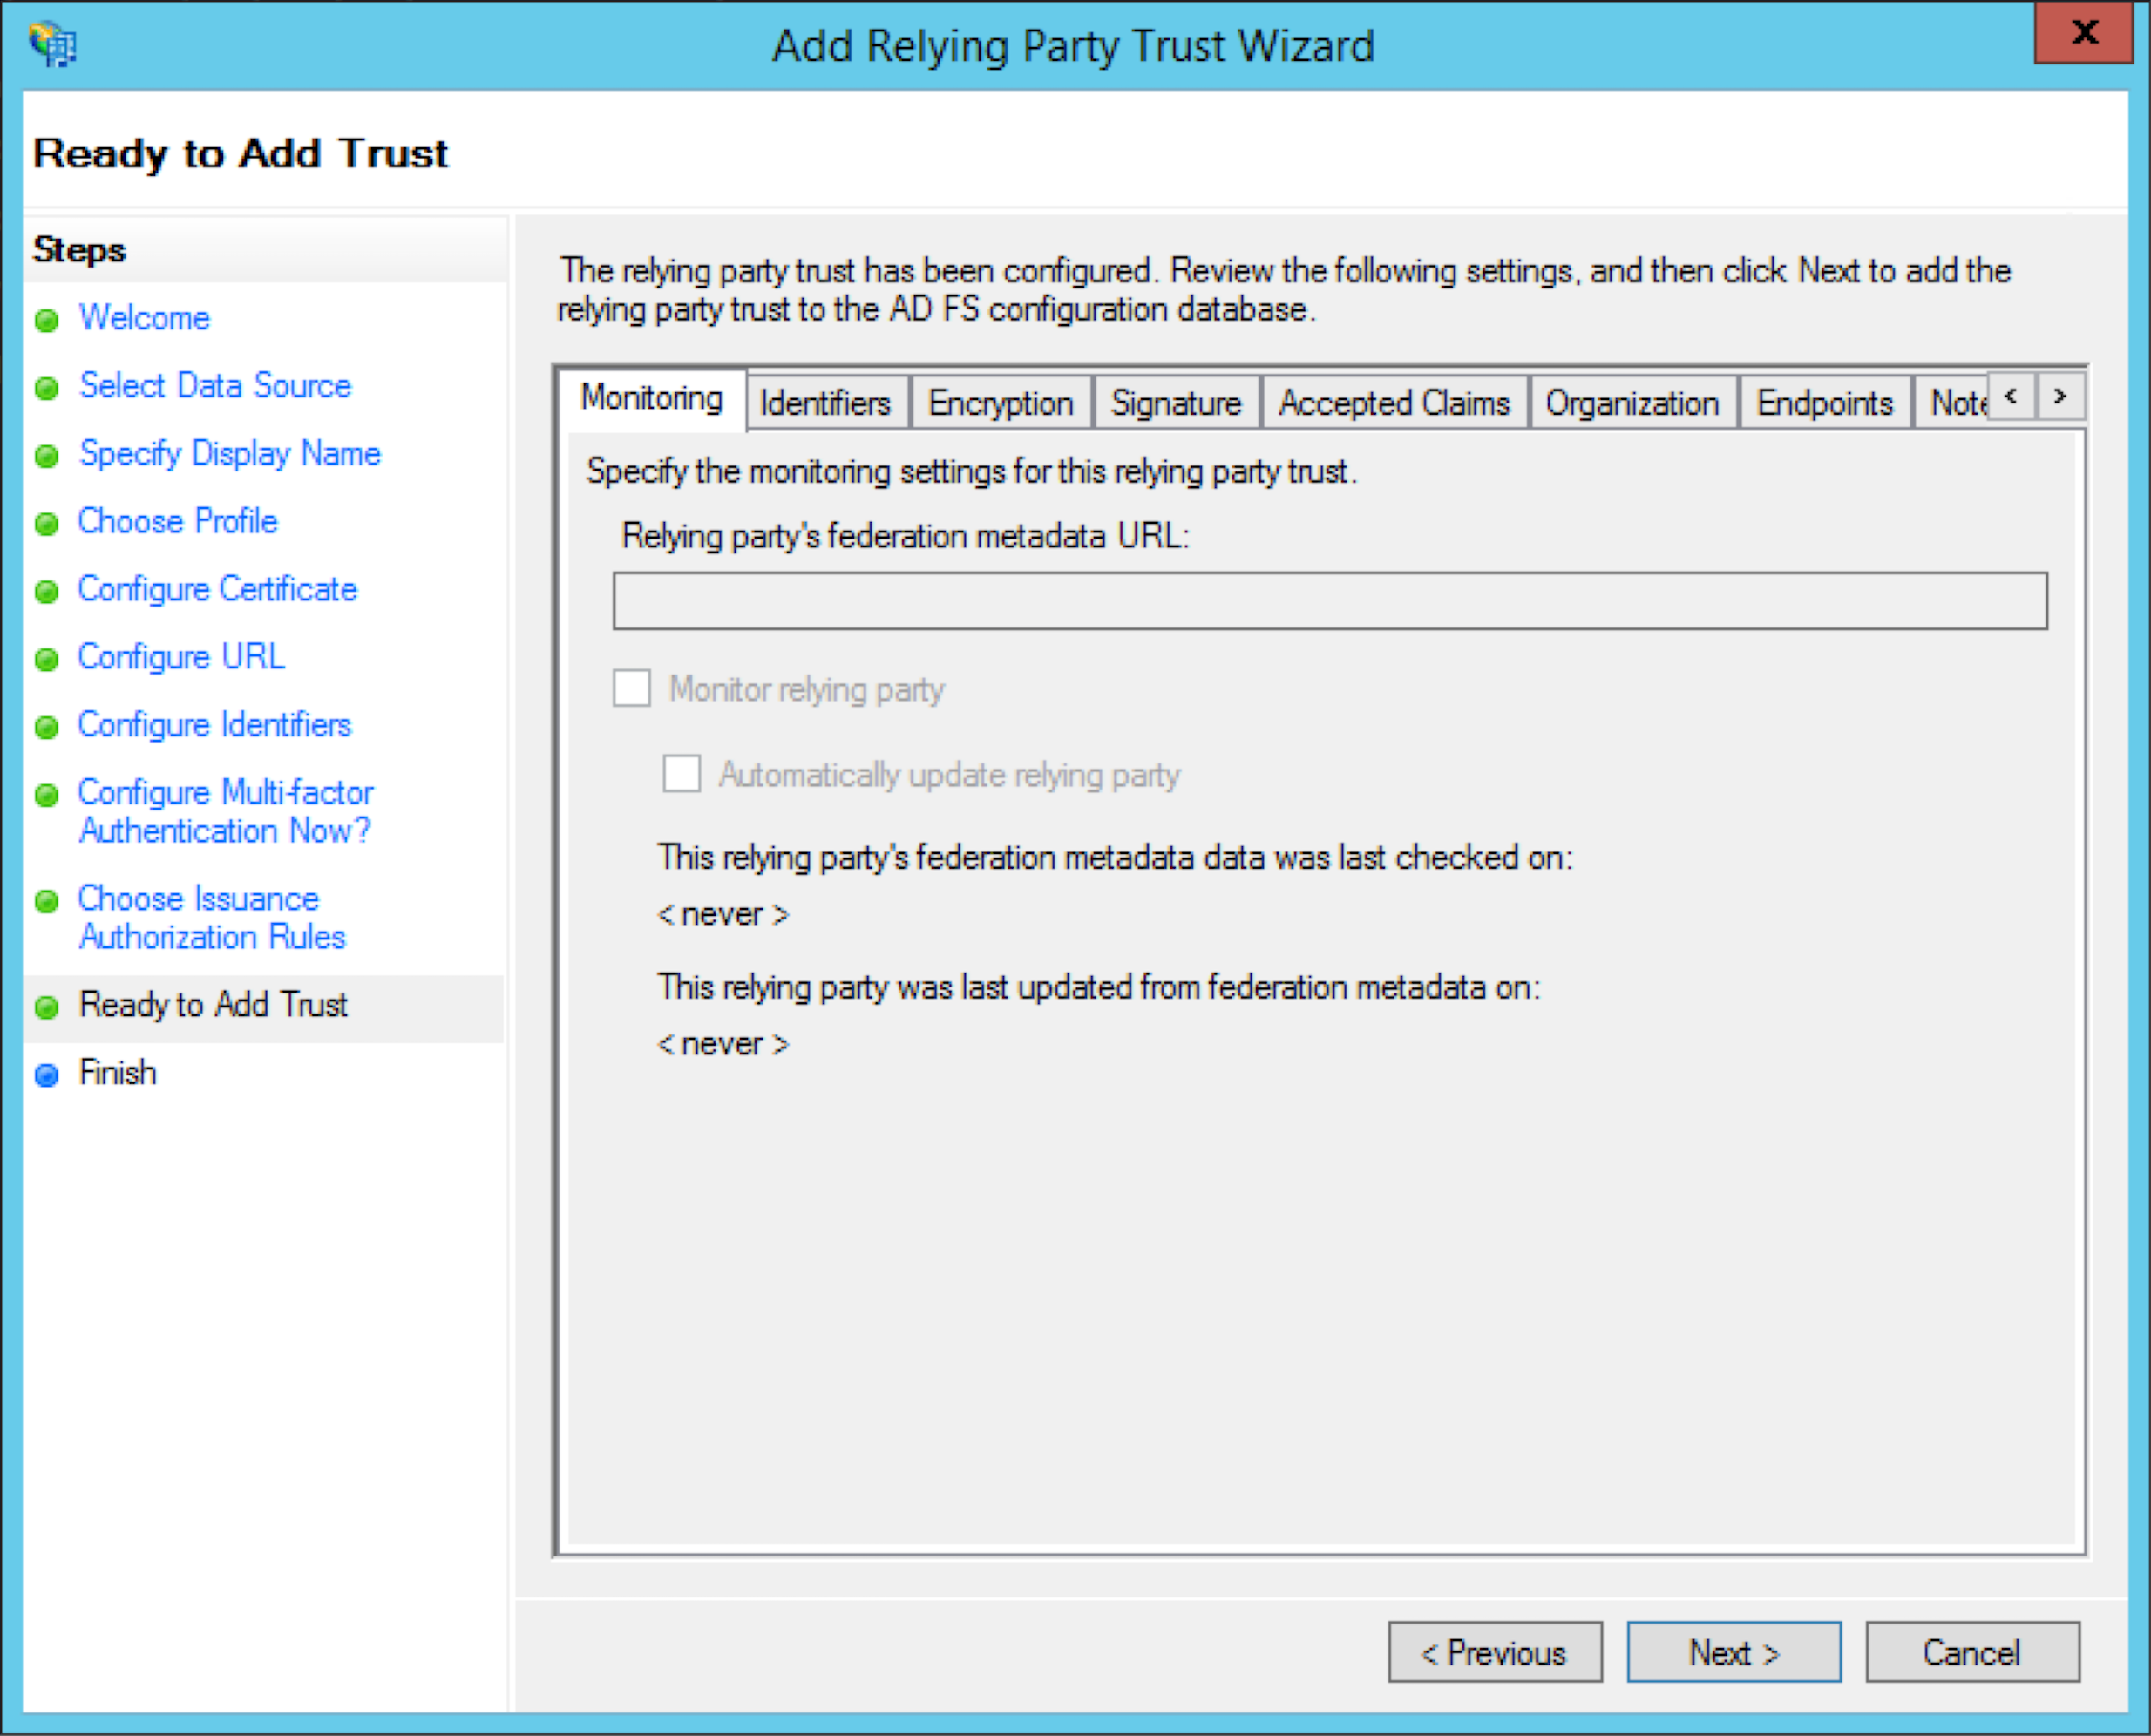 Add Relying Party Trust Wizard
x
Ready to Add Trust
Steps
Welcome
Select Data Source
Specify Display Name
Choose Profile
Configure Certificate
Configure URL
Configure Identifiers
Configure Multi-factor
Authentication Now?
Choose Issuance
Authorization Rules
Ready to Add Trust
Finish
The relying party trust has been configured. Review the following settings, and then click Next to add the
relying party trust to the AD FS configuration database.
Monitoring Identifiers Encryption Signature Accepted Claims Organization Endpoints Note < >
Specify the monitoring settings for this relying party trust.
Relying party's federation metadata URL:
Monitor relying party
Automatically update relying party
This relying party's federation metadata data was last checked on:
< never >
This relying party was last updated from federation metadata on:
< never >
< Previous Next > Cancel